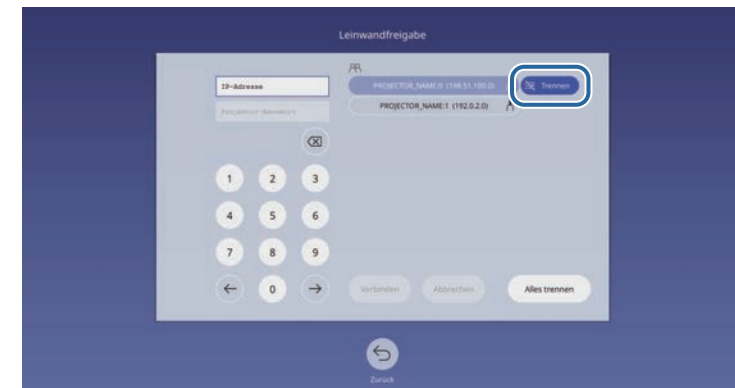 Leinwandfreigabe
IP-Adresse
Projektor-Kennwort
PROJECTOR_NAME:0 (198.51.100.0)
Trennen
PROJECTOR_NAME:1 (192.0.2.0)
1 2 3
4 5 6
7 8 9
0
Verbinden
Abbrechen
Alles trennen
Zurück